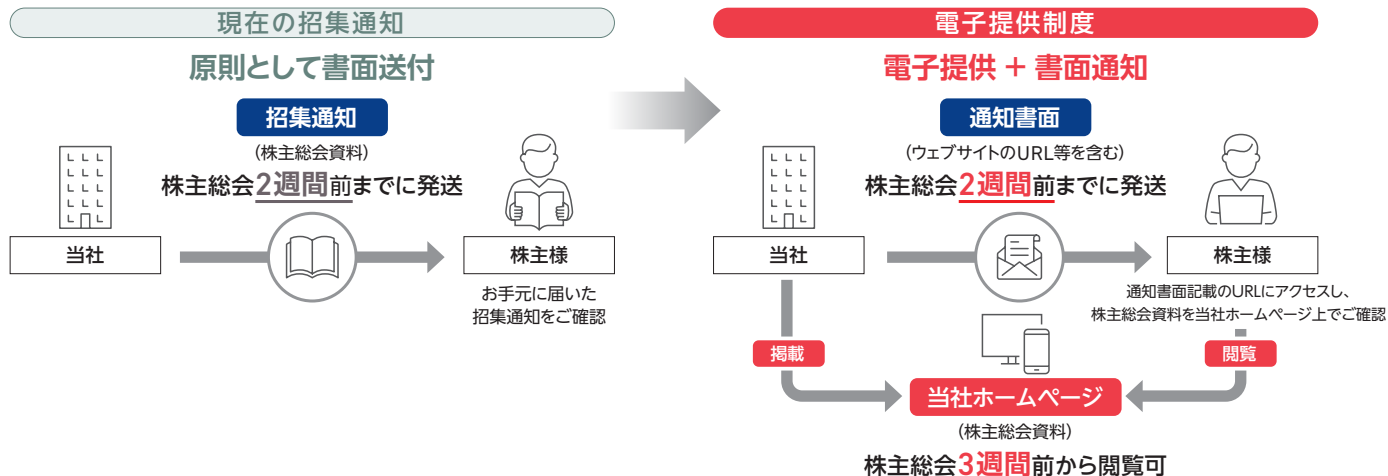 現在の招集通知
原則として書面送付
招集通知
(株主総会資料)
株主総会2週間前までに発送
当社
株主様
お手元に届いた
招集通知をご確認
電子提供制度
電子提供 + 書面通知
通知書面
(ウェブサイトのURL等を含む)
株主総会2週間前までに発送
当社
株主様
通知書面記載のURLにアクセスし、
株主総会資料を当社ホームページ上でご確認
掲載
閲覧
当社ホームページ
(株主総会資料)
株主総会3週間前から閲覧可